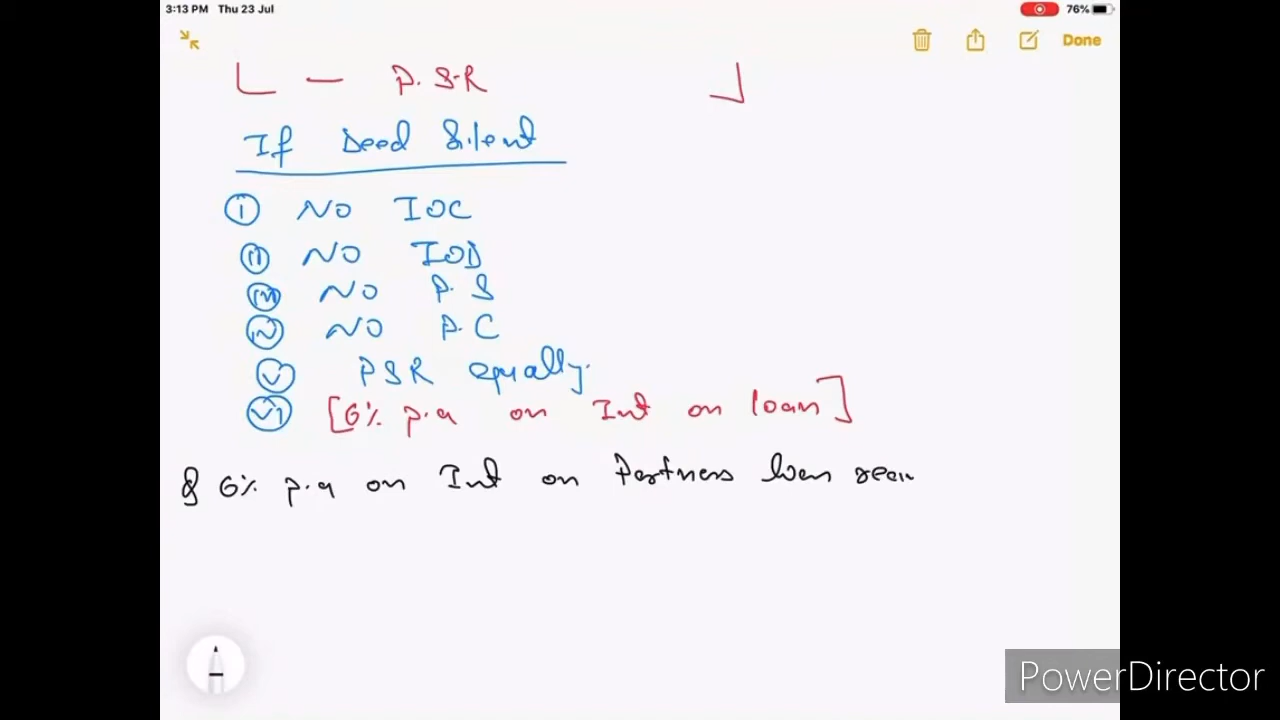 3:13 PM Thu 23 Jul
76%
Done
P.S.R
If Deed Silent
i NO IOC
ii NO IOD
iii NO P.S
iv NO P.C
v PSR equally.
vi [6% p.a on Int on loan]
6% p.a on Int on Partners loan
PowerDirector